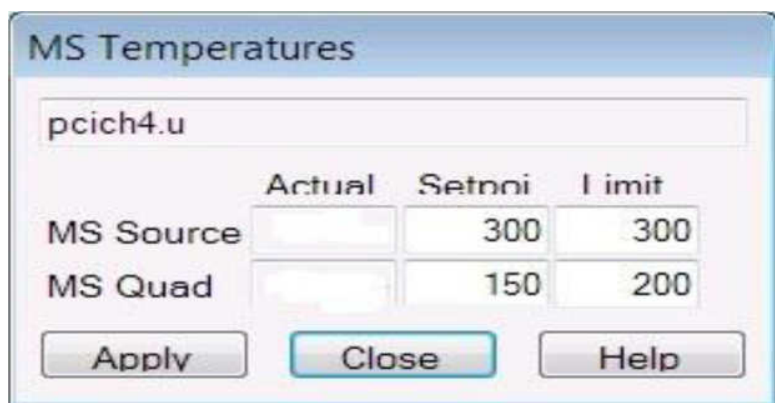 MS Temperatures
pcich4.u
Actual Setpoi Limit
MS Source 300 300
MS Quad 150 200
Apply Close Help